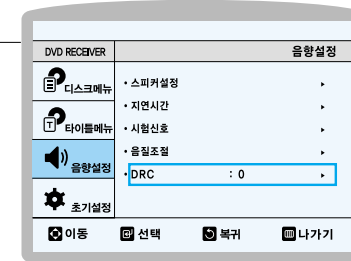 DVD RECEIVER 음향설정
디스크메뉴
타이틀메뉴
음향설정
초기설정
• 스피커설정
• 지연시간
• 시험신호
• 음질조절
• DRC : 0
이동 선택 복귀 나가기